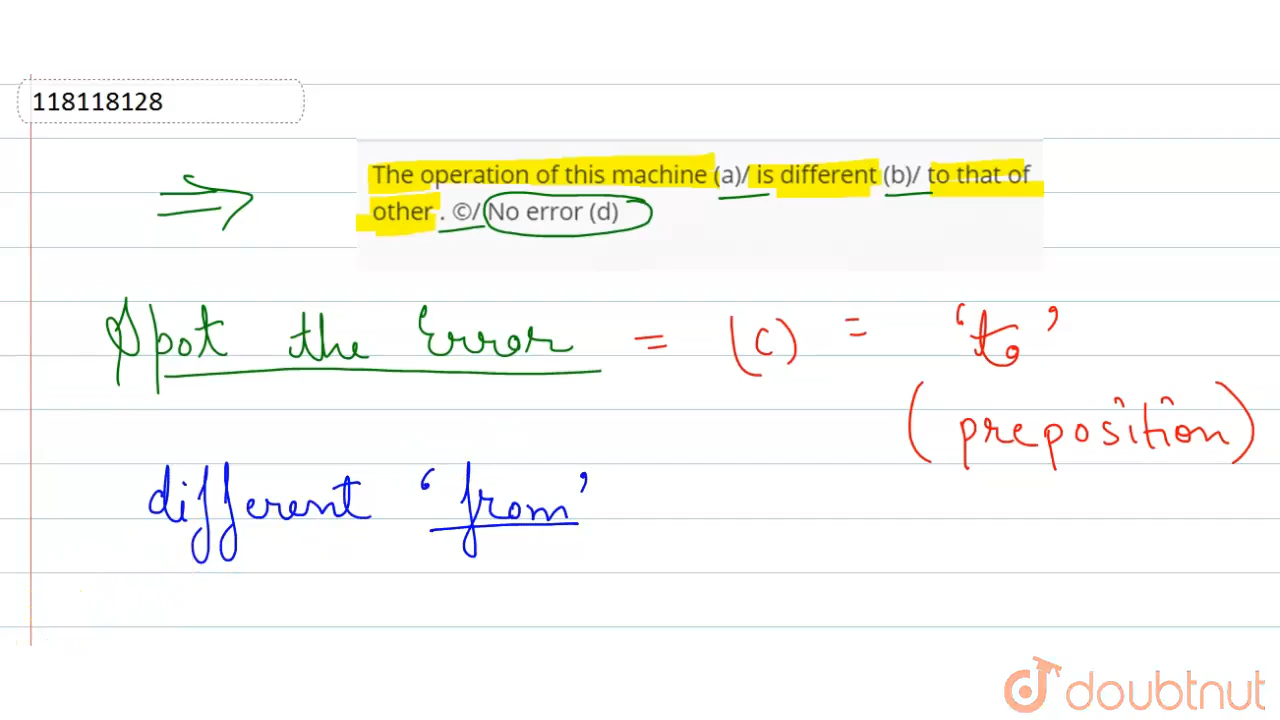 118118128
The operation of this machine (a)/ is different (b)/ to that of
other . ©/ No error (d)
Spot the Error = (c) = 'to'
(preposition)
different 'from'
doubtnut